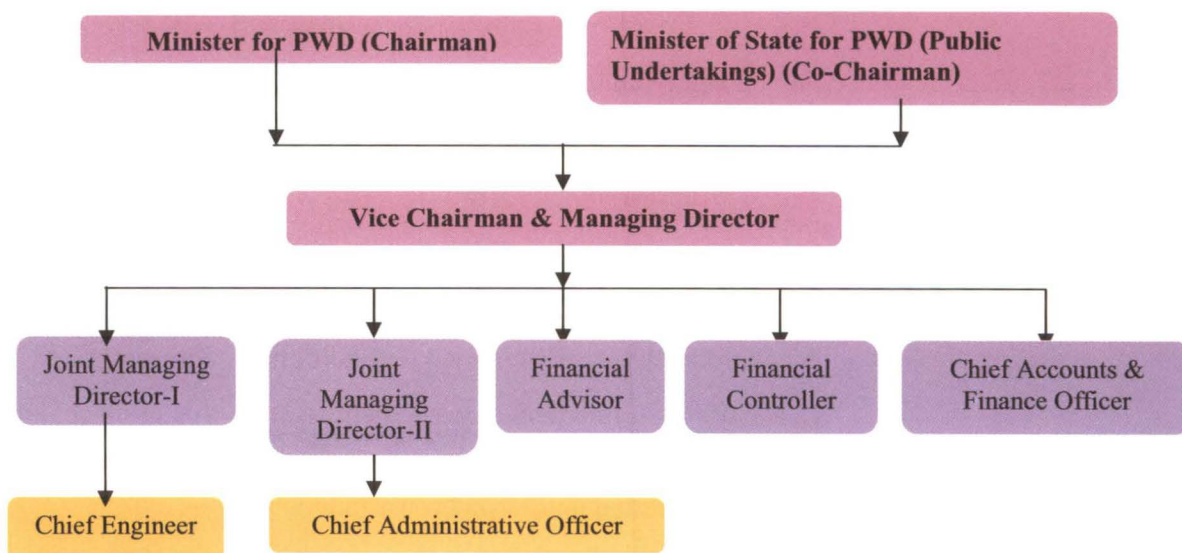 Minister for PWD (Chairman)
Minister of State for PWD (Public
Undertakings) (Co-Chairman)
Vice Chairman & Managing Director
Joint Managing
Director-I
Joint
Managing
Director-II
Financial
Advisor
Financial
Controller
Chief Accounts &
Finance Officer
Chief Engineer
Chief Administrative Officer